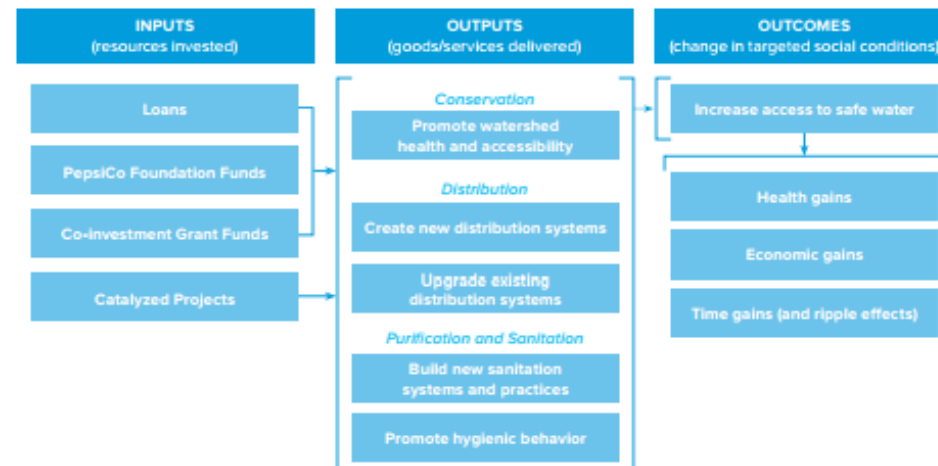 INPUTS
(resources invested)
Loans
PepsiCo Foundation Funds
Co-investment Grant Funds
Catalyzed Projects
OUTPUTS
(goods/services delivered)
Conservation
Promote watershed
health and accessibility
Distribution
Create new distribution systems
Upgrade existing
distribution systems
Purification and Sanitation
Build new sanitation
systems and practices
Promote hygienic behavior
OUTCOMES
(change in targeted social conditions)
Increase access to safe water
Health gains
Economic gains
Time gains (and ripple effects)